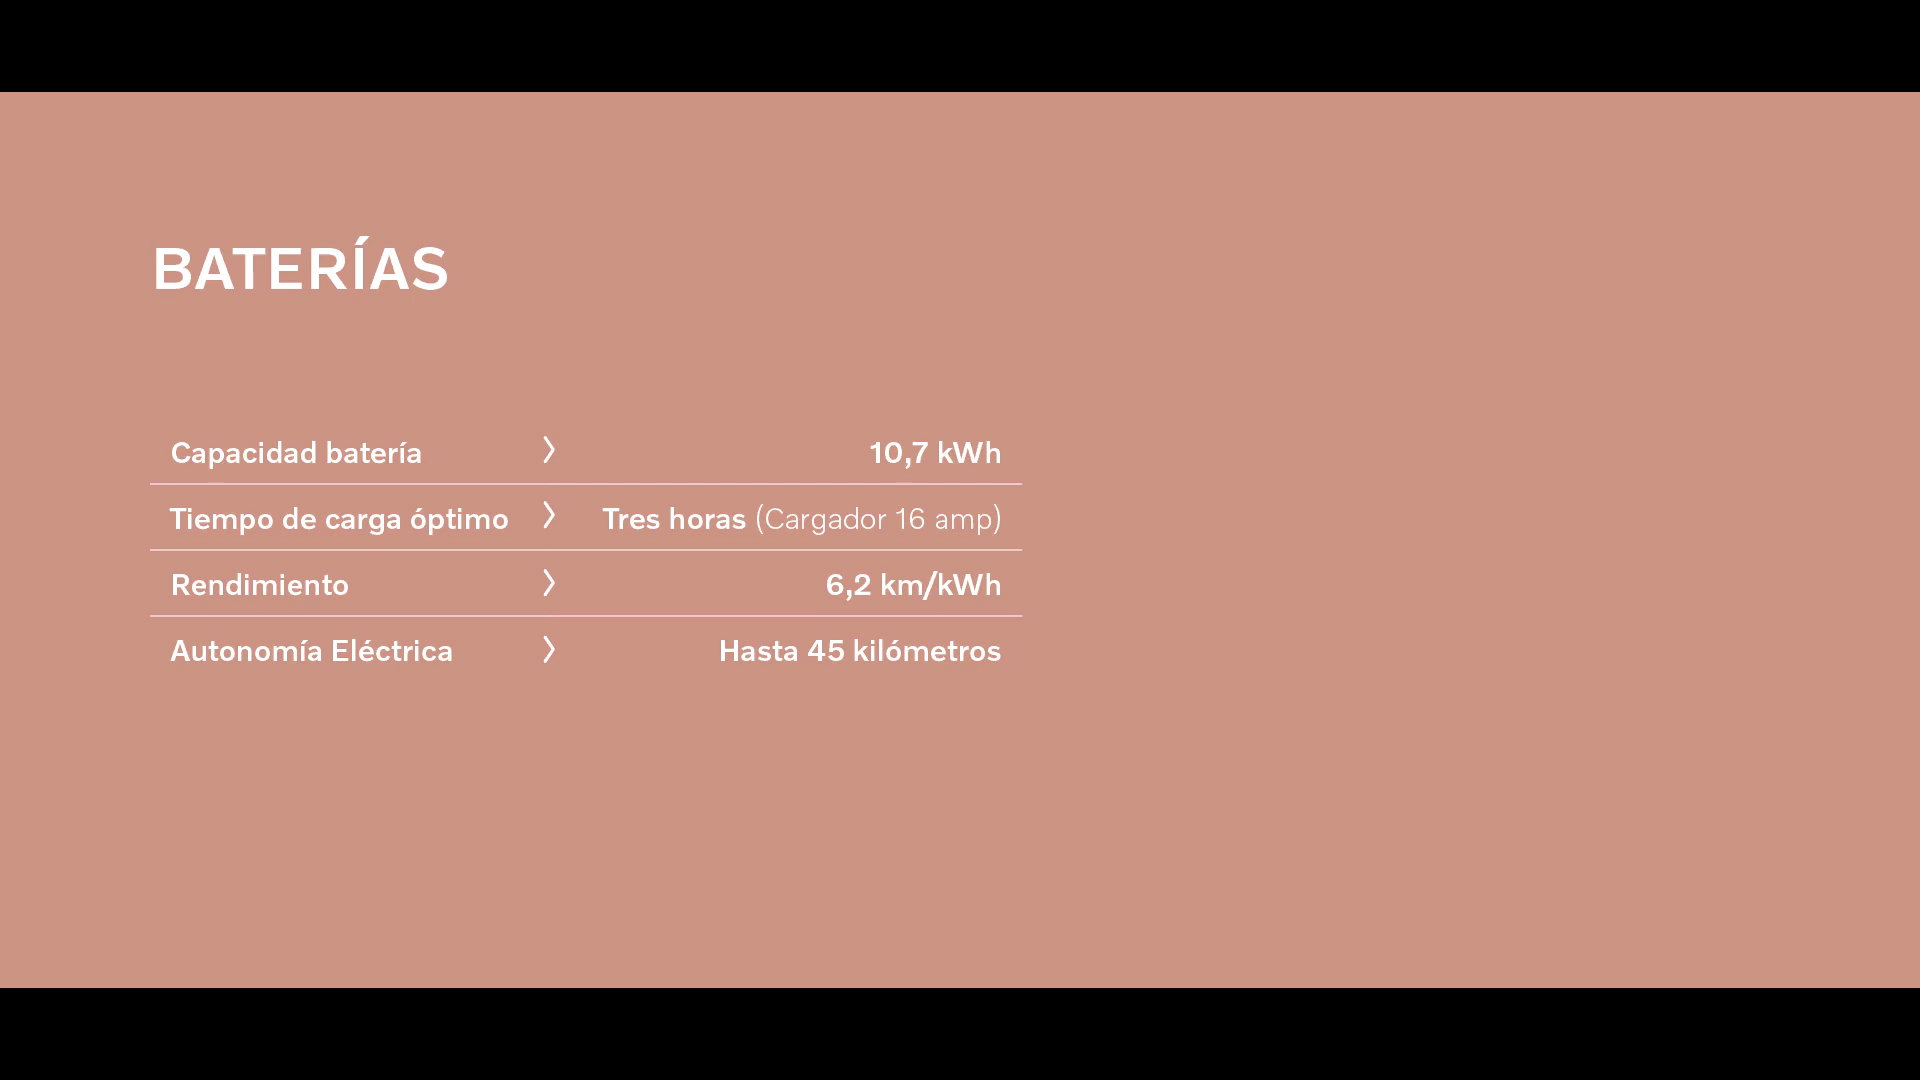 BATERÍAS
Capacidad batería 10,7 kWh
Tiempo de carga óptimo Tres horas (Cargador 16 amp)
Rendimiento 6,2 km/kWh
Autonomía Eléctrica Hasta 45 kilómetros